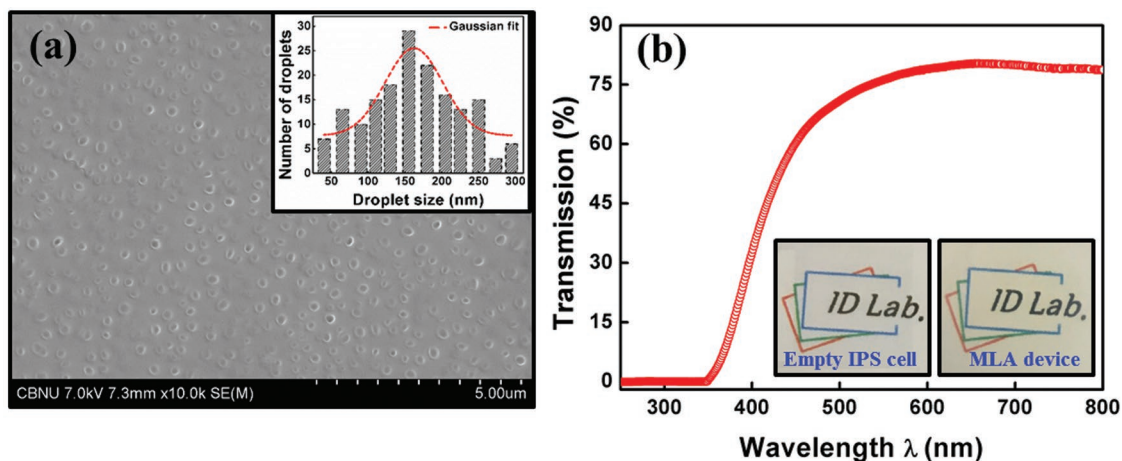 (a)
Number of droplets
30
25
20
15
10
5
0
Gaussian fit
50 100 150 200 250 300
Droplet size (nm)
CBNU 7.0kV 7.3mm x10.0k SE(M)
5.00um
(b)
Transmission (%)
90
75
60
45
30
15
0
ID Lab.
Empty IPS cell
ID Lab.
MLA device
300 400 500 600 700 800
Wavelength λ (nm)